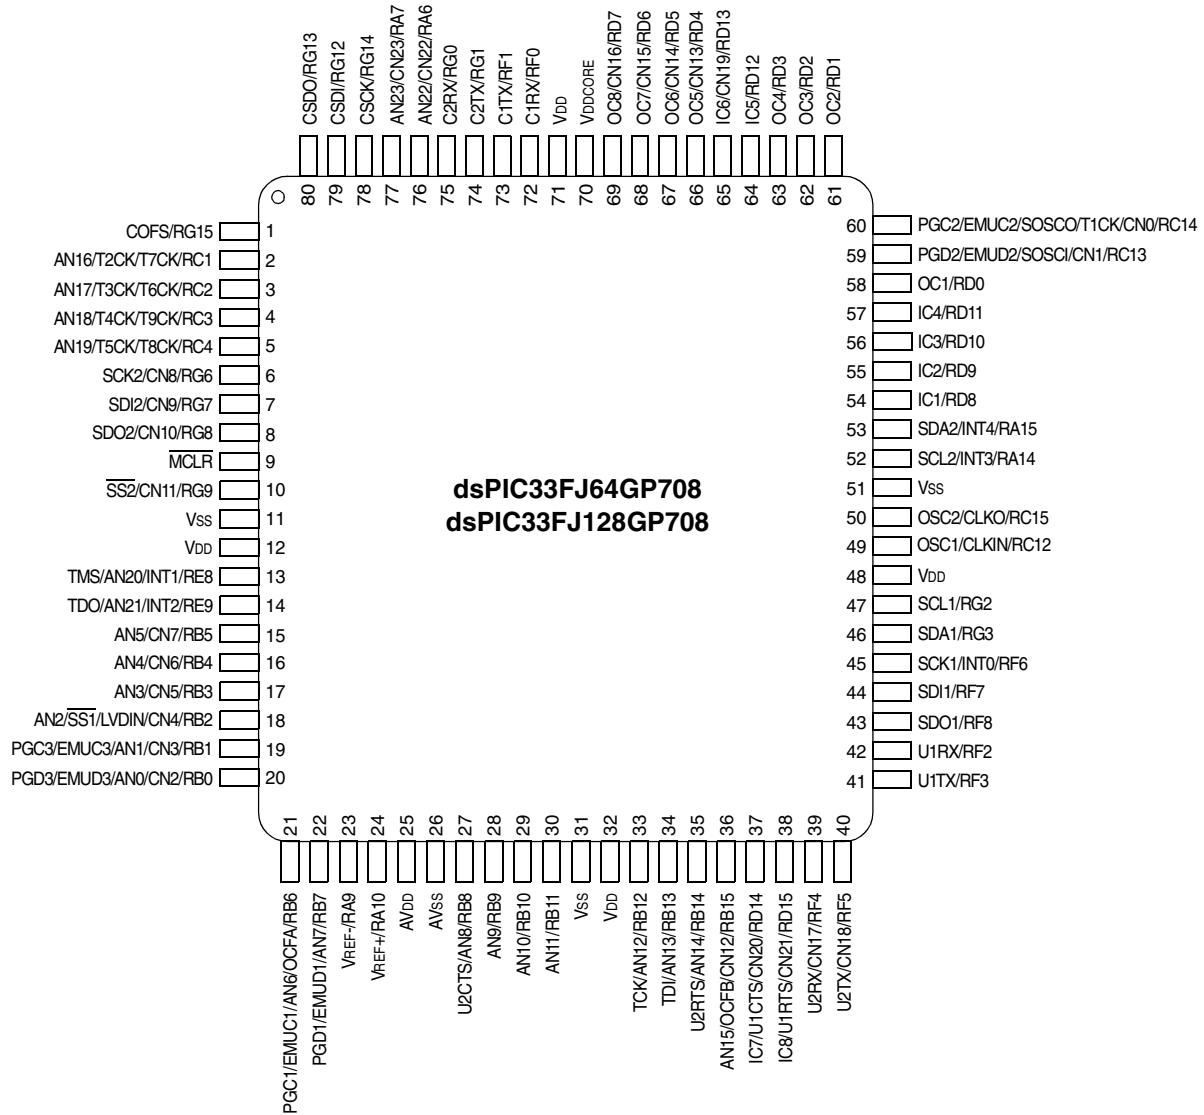 CSDO/RG13
CSDI/RG12
CSCK/RG14
AN23/CN23/RA7
AN22/CN22/RA6
C2RX/RG0
C2TX/RG1
C1TX/RF1
C1RX/RF0
VDD
VDDCORE
OC8/CN16/RD7
OC7/CN15/RD6
OC6/CN14/RD5
OC5/CN13/RD4
IC6/CN19/RD13
IC5/RD12
OC4/RD3
OC3/RD2
OC2/RD1
80
79
78
77
76
75
74
73
72
71
70
69
68
67
66
65
64
63
62
61
COFS/RG15 1
AN16/T2CK/T7CK/RC1 2
AN17/T3CK/T6CK/RC2 3
AN18/T4CK/T9CK/RC3 4
AN19/T5CK/T8CK/RC4 5
SCK2/CN8/RG6 6
SDI2/CN9/RG7 7
SDO2/CN10/RG8 8
MCLR 9
SS2/CN11/RG9 10
VSS 11
VDD 12
TMS/AN20/INT1/RE8 13
TDO/AN21/INT2/RE9 14
AN5/CN7/RB5 15
AN4/CN6/RB4 16
AN3/CN5/RB3 17
AN2/SS1/LVDIN/CN4/RB2 18
PGC3/EMUC3/AN1/CN3/RB1 19
PGD3/EMUD3/AN0/CN2/RB0 20
dsPIC33FJ64GP708
dsPIC33FJ128GP708
60 PGC2/EMUC2/SOSCO/T1CK/CN0/RC14
59 PGD2/EMUD2/SOSCI/CN1/RC13
58 OC1/RD0
57 IC4/RD11
56 IC3/RD10
55 IC2/RD9
54 IC1/RD8
53 SDA2/INT4/RA15
52 SCL2/INT3/RA14
51 VSS
50 OSC2/CLKO/RC15
49 OSC1/CLKIN/RC12
48 VDD
47 SCL1/RG2
46 SDA1/RG3
45 SCK1/INT0/RF6
44 SDI1/RF7
43 SDO1/RF8
42 U1RX/RF2
41 U1TX/RF3
21
22
23
24
25
26
27
28
29
30
31
32
33
34
35
36
37
38
39
40
PGC1/EMUC1/AN6/OCFA/RB6
PGD1/EMUD1/AN7/RB7
VREF-/RA9
VREF+/RA10
AVDD
AVSS
U2CTS/AN8/RB8
AN9/RB9
AN10/RB10
AN11/RB11
VSS
VDD
TCK/AN12/RB12
TDI/AN13/RB13
U2RTS/AN14/RB14
AN15/OCFB/CN12/RB15
IC7/U1CTS/CN20/RD14
IC8/U1RTS/CN21/RD15
U2RX/CN17/RF4
U2TX/CN18/RF5